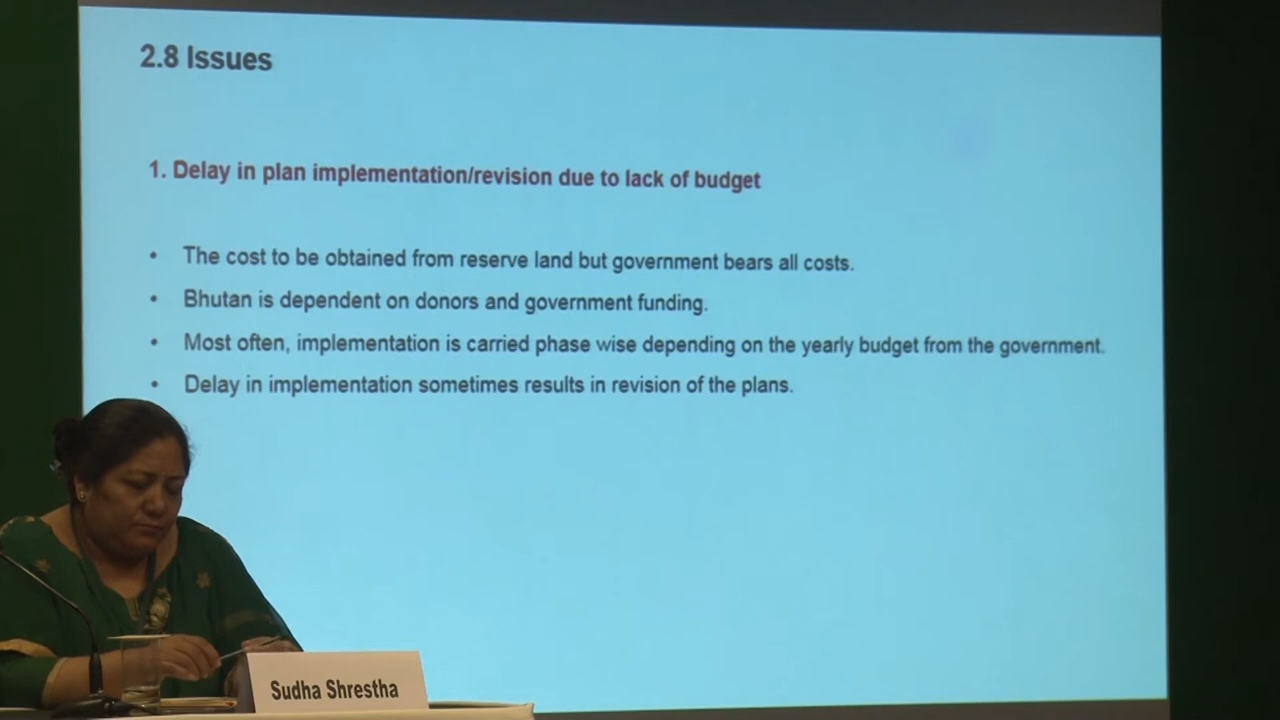 2.8 Issues
1. Delay in plan implementation/revision due to lack of budget
• The cost to be obtained from reserve land but government bears all costs.
• Bhutan is dependent on donors and government funding.
• Most often, implementation is carried phase wise depending on the yearly budget from the government.
• Delay in implementation sometimes results in revision of the plans.
Sudha Shrestha